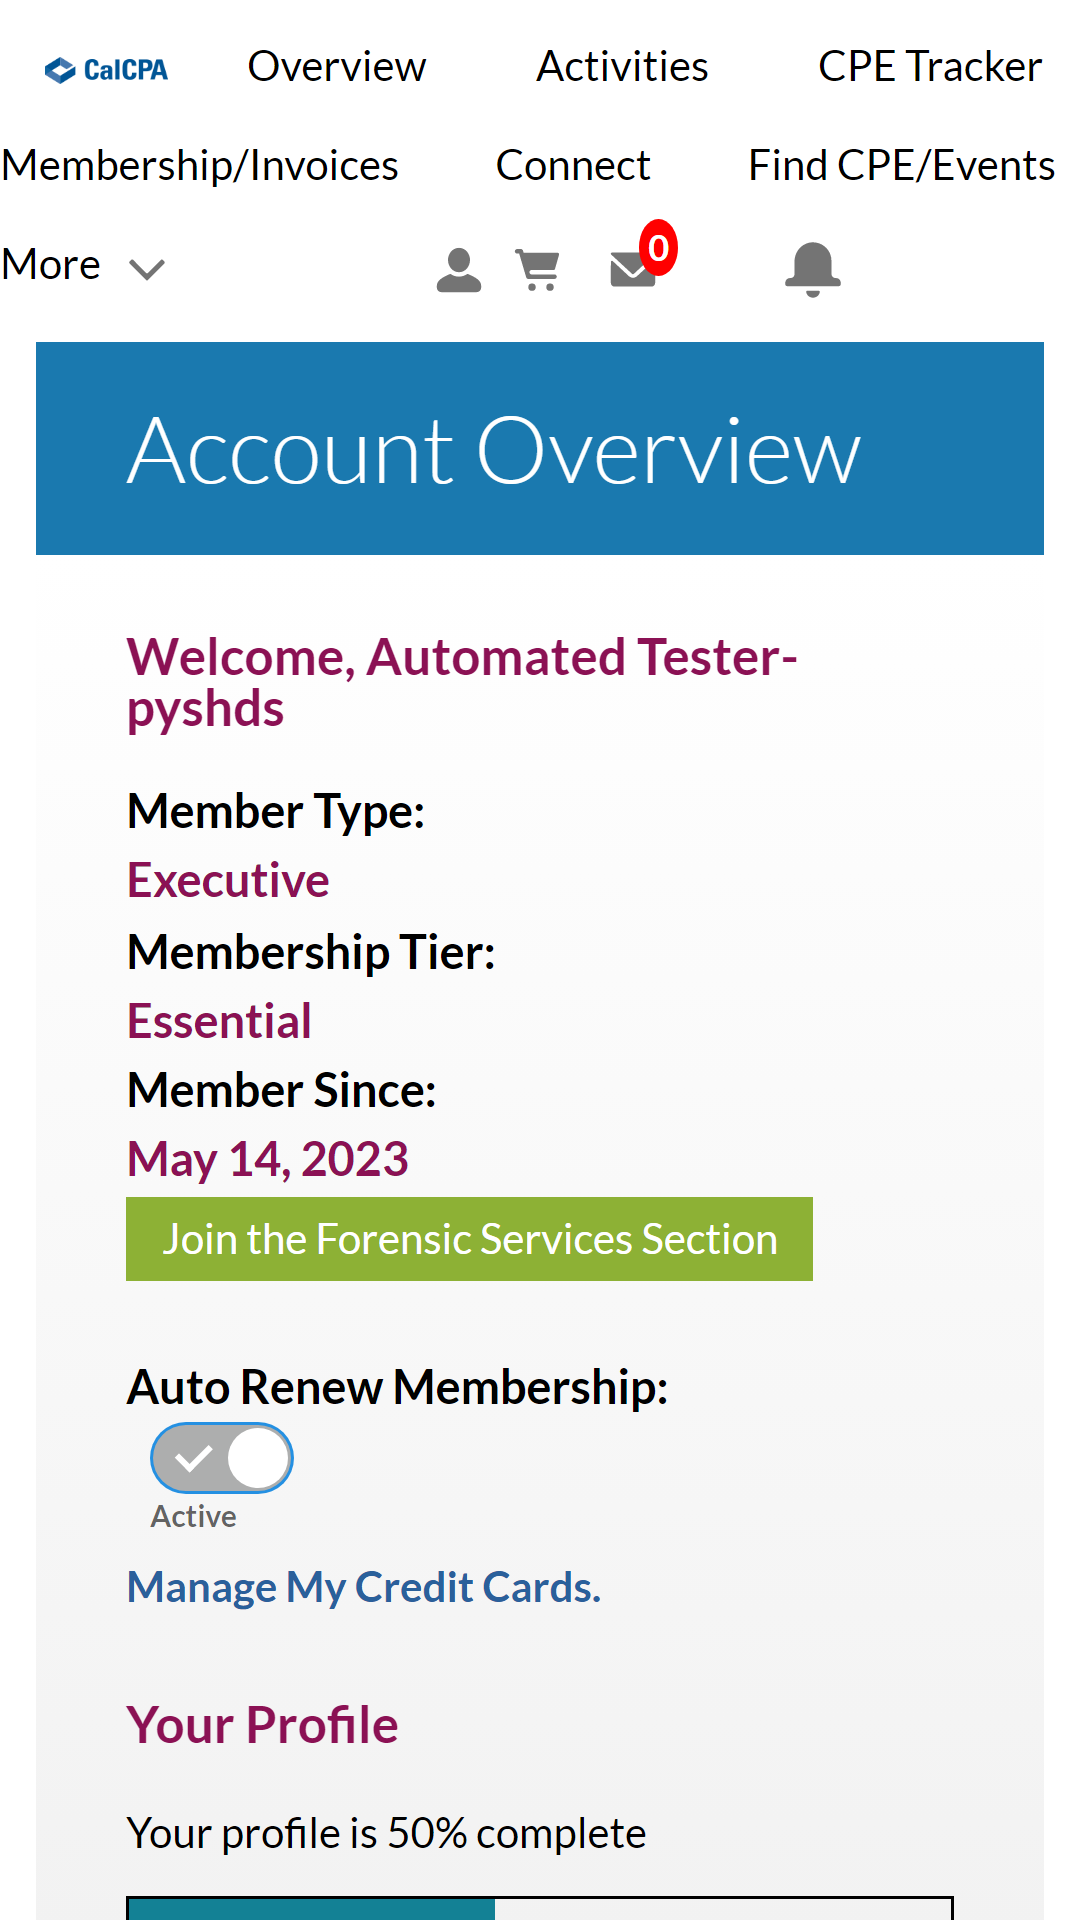 CalCPA Overview Activities CPE Tracker
Membership/Invoices Connect Find CPE/Events
More 0
Account Overview
Welcome, Automated Tester-
pyshds
Member Type:
Executive
Membership Tier:
Essential
Member Since:
May 14, 2023
Join the Forensic Services Section
Auto Renew Membership:
Active
Manage My Credit Cards.
Your Profile
Your profile is 50% complete